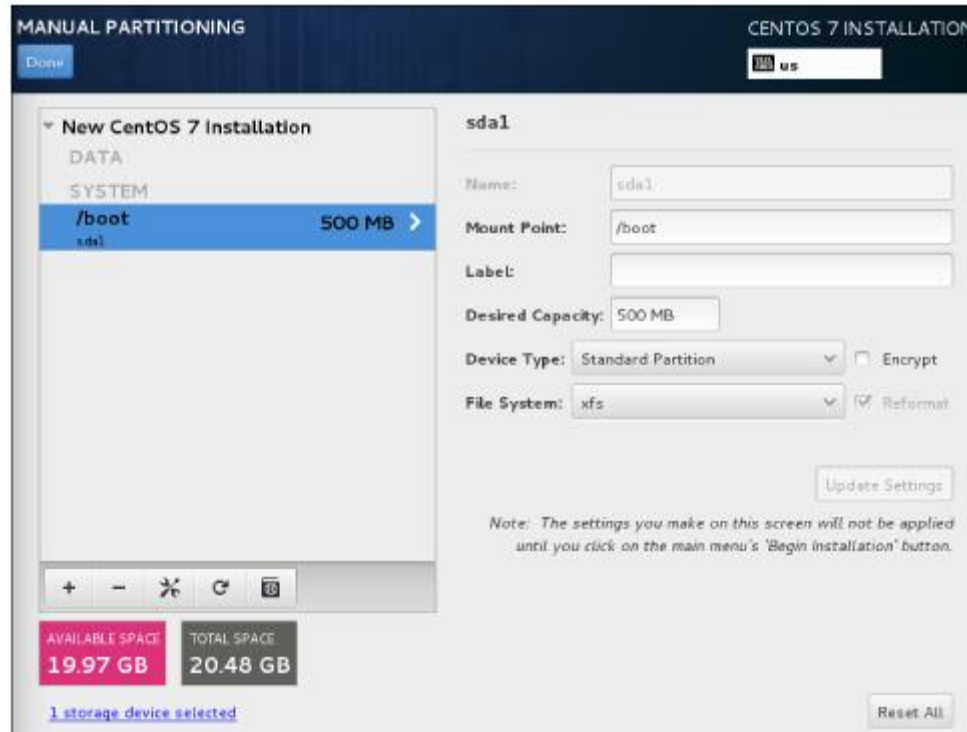 MANUAL PARTITIONING
CENTOS 7 INSTALLATION
Done
us
New CentOS 7 Installation
DATA
SYSTEM
/boot 500 MB
sda1
sda1
Name: sda1
Mount Point: /boot
Label:
Desired Capacity: 500 MB
Device Type: Standard Partition Encrypt
File System: xfs Reformat
Update Settings
Note: The settings you make on this screen will not be applied
until you click on the main menu's 'Begin Installation' button.
+ -
AVAILABLE SPACE
19.97 GB
TOTAL SPACE
20.48 GB
1 storage device selected
Reset All